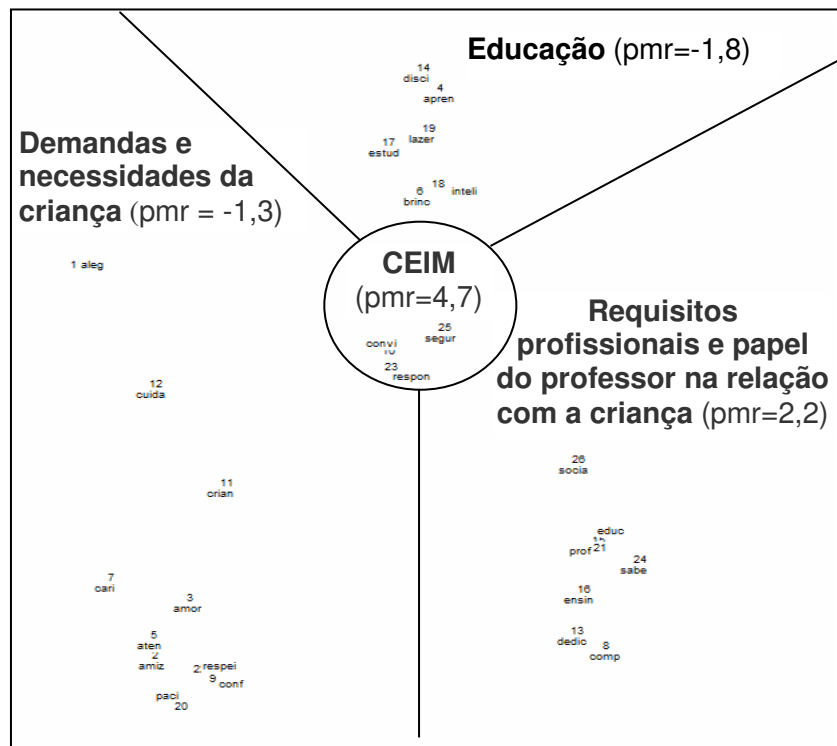 Educação (pmr=-1,8)
14
disci
4
apren
19
lazer
17
estud
18
inteli
6
brinc
Demandas e
necessidades da
criança (pmr = -1,3)
1 aleg
12
cuida
11
crian
7
cari
3
amor
5
aten
2
amiz
respei
9
conf
paci
20
CEIM
(pmr=4,7)
25
segur
convi
23
respon
Requisitos
profissionais e papel
do professor na relação
com a criança (pmr=2,2)
26
socia
educ
prof 21
24
sabe
16
ensin
13
dedic
8
comp